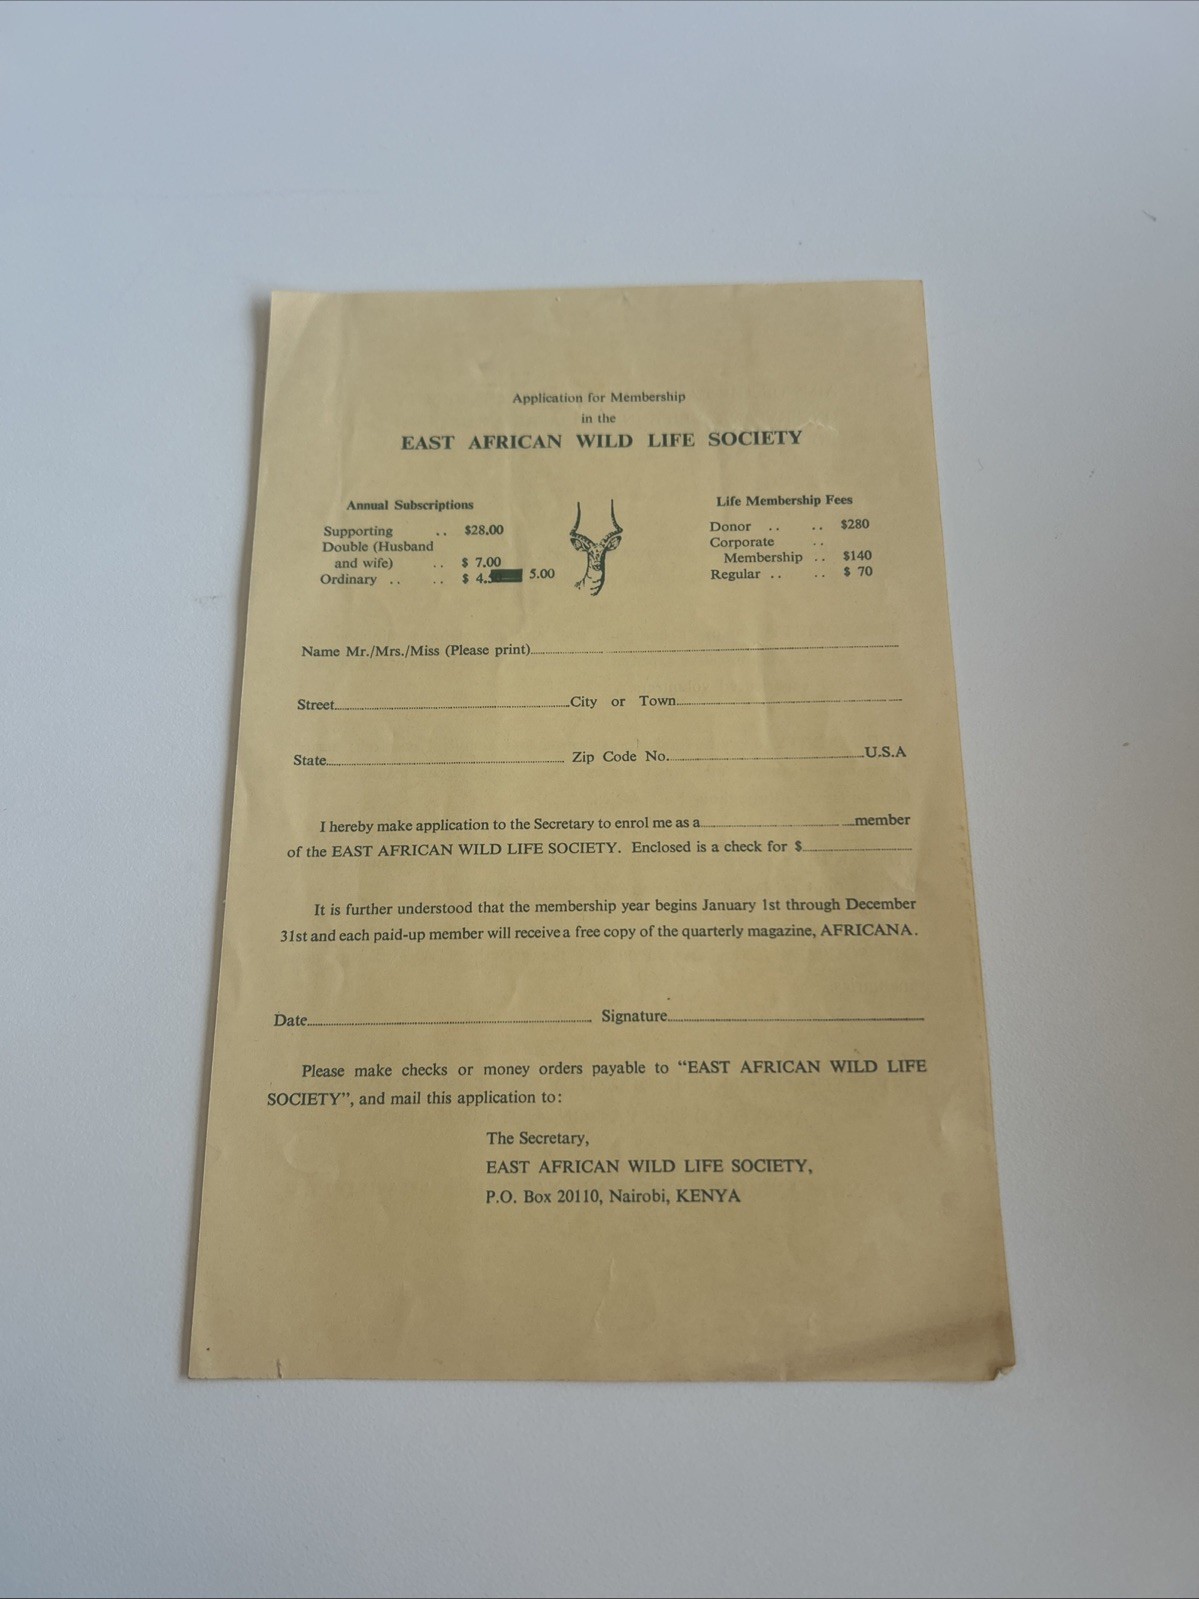 Application for Membership
in the
EAST AFRICAN WILD LIFE SOCIETY
Annual Subscriptions
Supporting .. $28.00
Double (Husband
and wife) .. $ 7.00
Ordinary .. .. $ 4. 5.00
Life Membership Fees
Donor .. .. $280
Corporate ..
Membership .. $140
Regular .. .. $ 70
Name Mr./Mrs./Miss (Please print)
Street City or Town
State Zip Code No. U.S.A
I hereby make application to the Secretary to enrol me as a member
of the EAST AFRICAN WILD LIFE SOCIETY. Enclosed is a check for $
It is further understood that the membership year begins January 1st through December
31st and each paid-up member will receive a free copy of the quarterly magazine, AFRICANA.
Date Signature
Please make checks or money orders payable to “EAST AFRICAN WILD LIFE
SOCIETY”, and mail this application to:
The Secretary,
EAST AFRICAN WILD LIFE SOCIETY,
P.O. Box 20110, Nairobi, KENYA